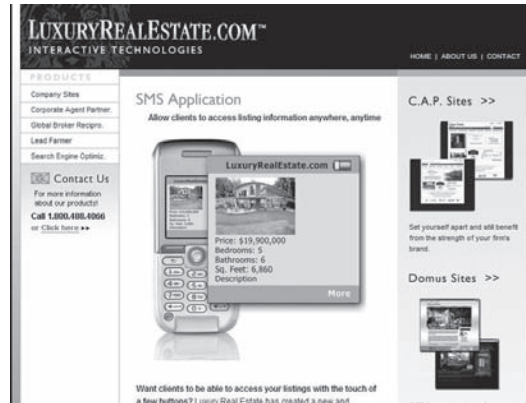 LUXURYREALESTATE.COM™
INTERACTIVE TECHNOLOGIES
HOME | ABOUT US | CONTACT
PRODUCTS
Company Sites
Corporate Agent Partner.
Global Broker Recipro.
Lead Farmer
Search Engine Optimiz.
Contact Us
For more information
about our products!
Call 1.800.488.4066
or Click here ▸▸
SMS Application
Allow clients to access listing information anywhere, anytime
LuxuryRealEstate.com
Price: $19,900,000
Bedrooms: 5
Bathrooms: 6
Sq. Feet: 6,860
Description
More
Want clients to be able to access your listings with the touch of
a few buttons? Luxury Real Estate has created a new and
C.A.P. Sites >>
Set yourself apart and still benefit
from the strength of your firm's
brand.
Domus Sites >>